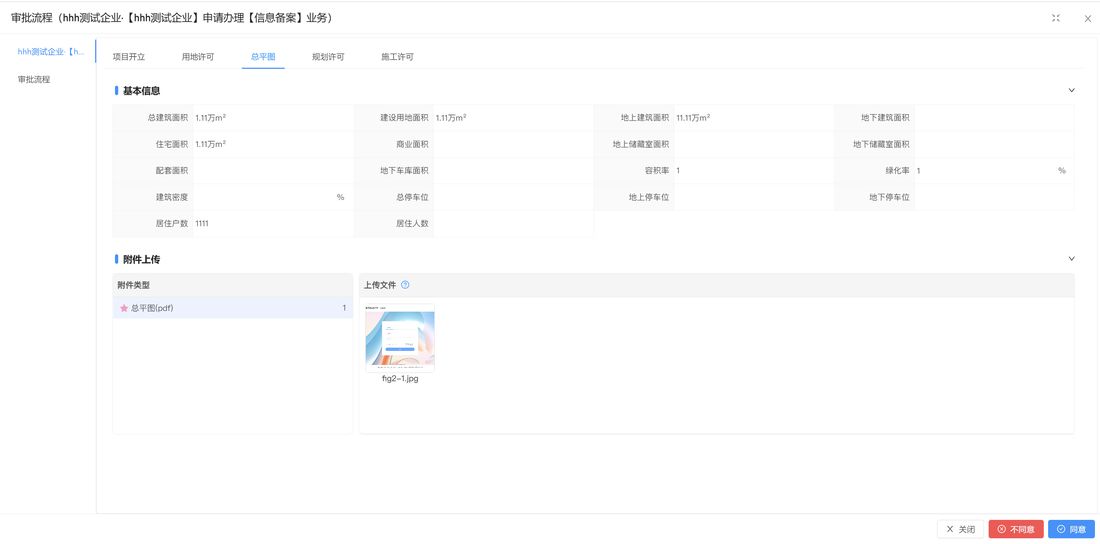 审批流程（hhh测试企业·【hhh测试企业】申请办理【信息备案】业务）
hhh测试企业·【h...
审批流程
项目开立 用地许可 总平图 规划许可 施工许可
基本信息
总建筑面积 1.11万m² 建设用地面积 1.11万m² 地上建筑面积 11.11万m² 地下建筑面积
住宅面积 1.11万m² 商业面积 地上储藏室面积 地下储藏室面积
配套面积 地下车库面积 容积率 1 绿化率 1 %
建筑密度 % 总停车位 地上停车位 地下停车位
居住户数 1111 居住人数
附件上传
附件类型 上传文件
总平图(pdf) 1
fig2-1.jpg
关闭 不同意 同意